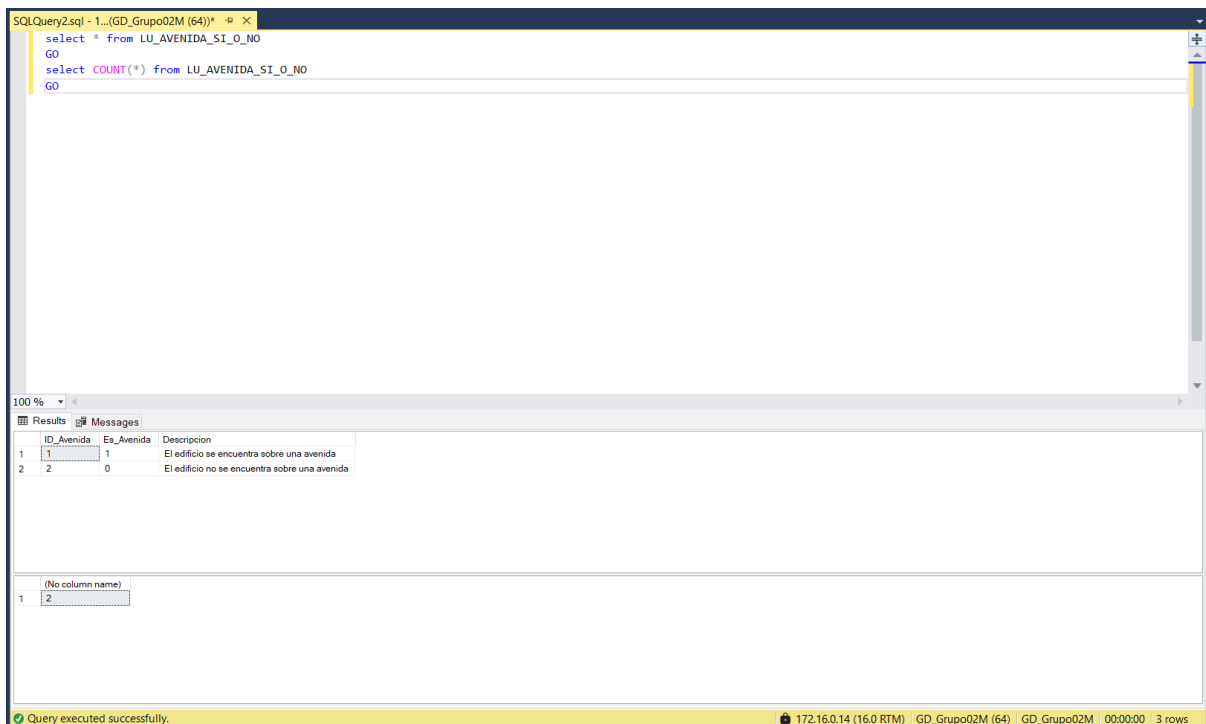 SQLQuery2.sql - 1...(GD_Grupo02M (64))*
select * from LU_AVENIDA_SI_O_NO
GO
select COUNT(*) from LU_AVENIDA_SI_O_NO
GO
100 %
Results Messages
ID_Avenida Es_Avenida Descripcion
1 1 1 El edificio se encuentra sobre una avenida
2 2 0 El edificio no se encuentra sobre una avenida
(No column name)
1 2
Query executed successfully. 172.16.0.14 (16.0 RTM) GD_Grupo02M (64) GD_Grupo02M 00:00:00 3 rows